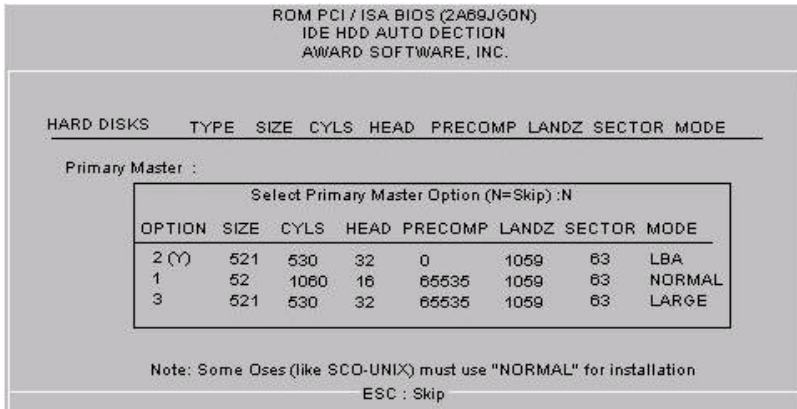 ROM PCI / ISA BIOS (2A69JG0N)
IDE HDD AUTO DECTION
AWARD SOFTWARE, INC.
HARD DISKS TYPE SIZE CYLS HEAD PRECOMP LANDZ SECTOR MODE
Primary Master :
Select Primary Master Option (N=Skip) :N
OPTION SIZE CYLS HEAD PRECOMP LANDZ SECTOR MODE
2 (Y) 521 530 32 0 1059 63 LBA
1 52 1060 16 65535 1059 63 NORMAL
3 521 530 32 65535 1059 63 LARGE
Note: Some Oses (like SCO-UNIX) must use "NORMAL" for installation
ESC : Skip